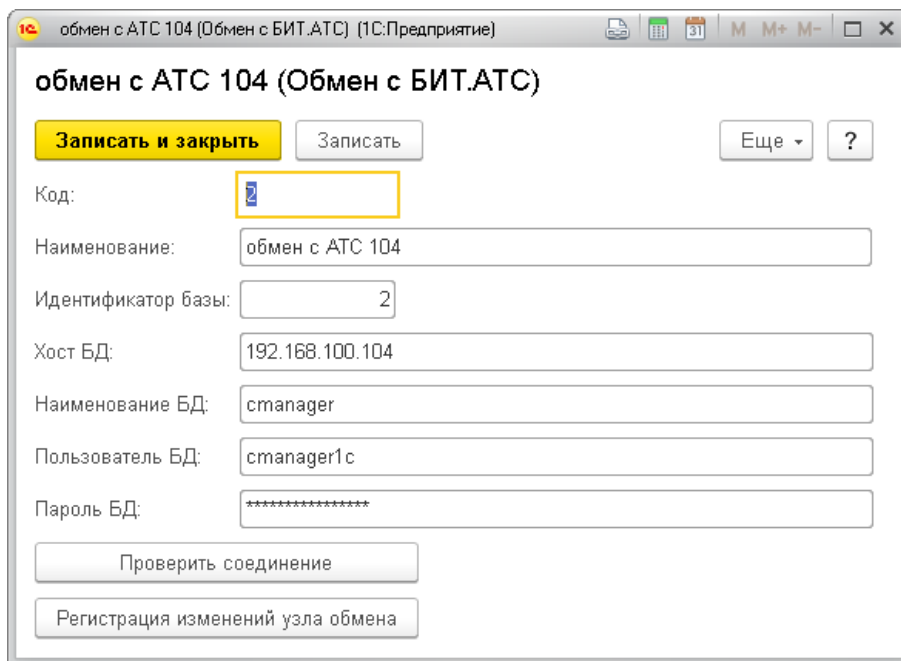 обмен с АТС 104 (Обмен с БИТ.АТС) (1С:Предприятие) 31 M M+ M-
обмен с АТС 104 (Обмен с БИТ.АТС)
Записать и закрыть Записать Еще ?
Код: 2
Наименование: обмен с АТС 104
Идентификатор базы: 2
Хост БД: 192.168.100.104
Наименование БД: cmanager
Пользователь БД: cmanager1c
Пароль БД: ****************
Проверить соединение
Регистрация изменений узла обмена